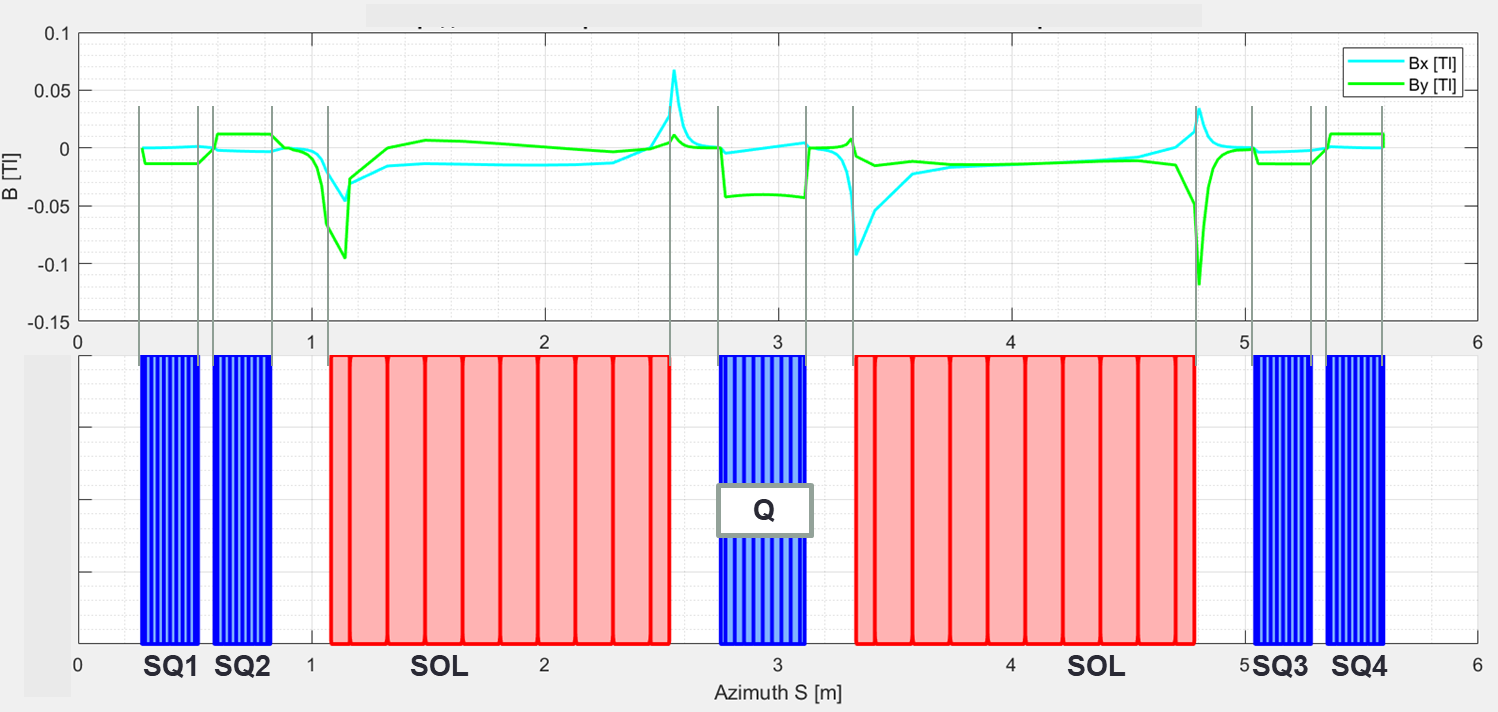 0.1
0.05
0
-0.05
-0.1
-0.15
B [Tl]
Bx [Tl]
By [Tl]
0 1 2 3 4 5 6
Q
0 SQ1 SQ2 1 SOL 2 3 4 SOL 5 SQ3 SQ4 6
Azimuth S [m]